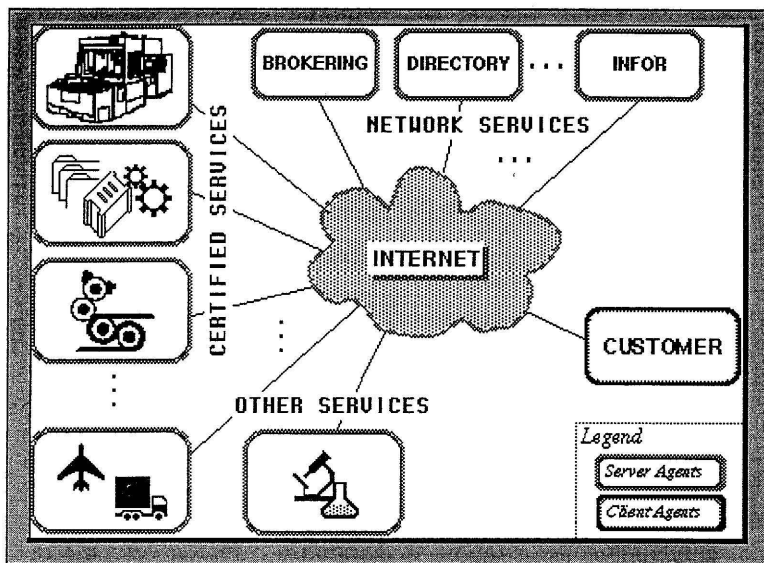 BROKERING
DIRECTORY
...
INFOR
NETWORK SERVICES
...
CERTIFIED SERVICES
INTERNET
CUSTOMER
OTHER SERVICES
Legend
Server Agents
Client Agents